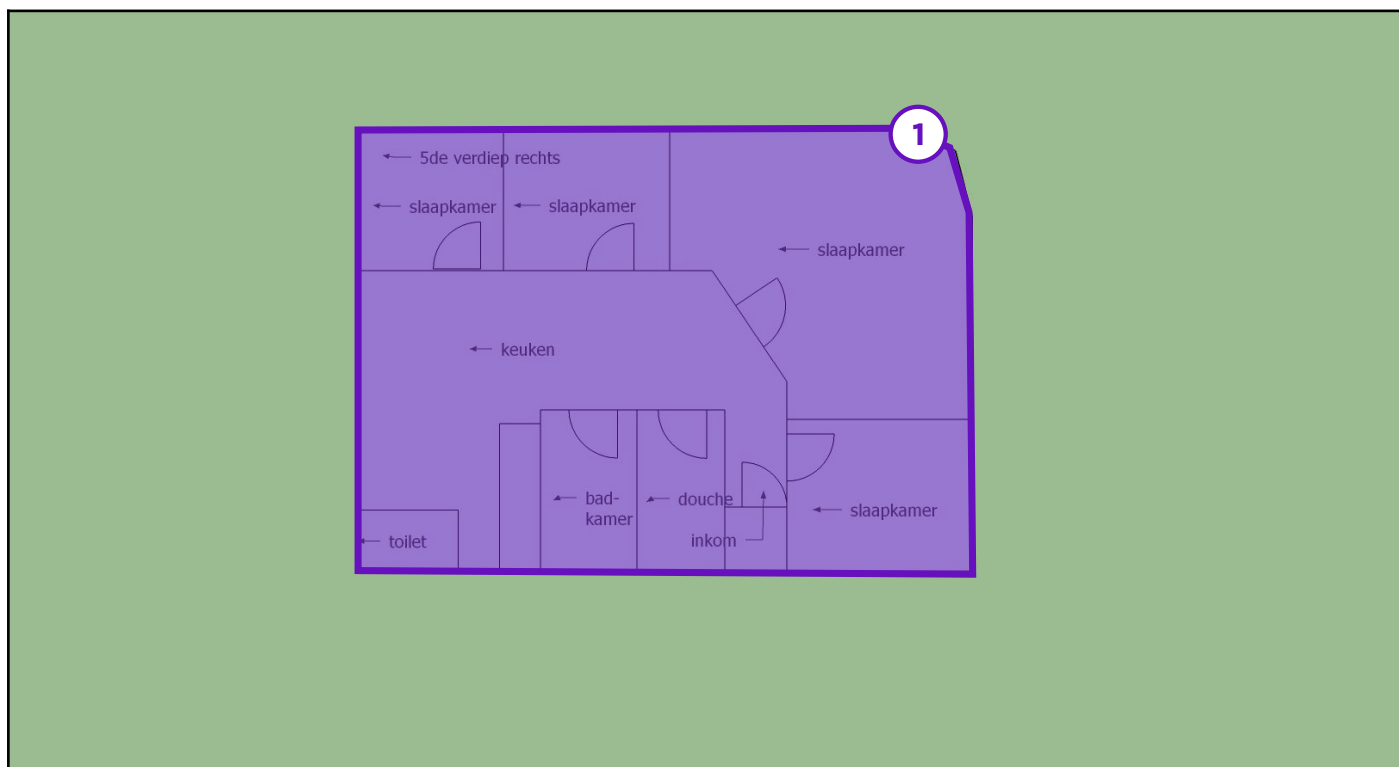 1
5de verdiep rechts
slaapkamer
slaapkamer
slaapkamer
keuken
bad-
kamer
douche
slaapkamer
inkom
toilet